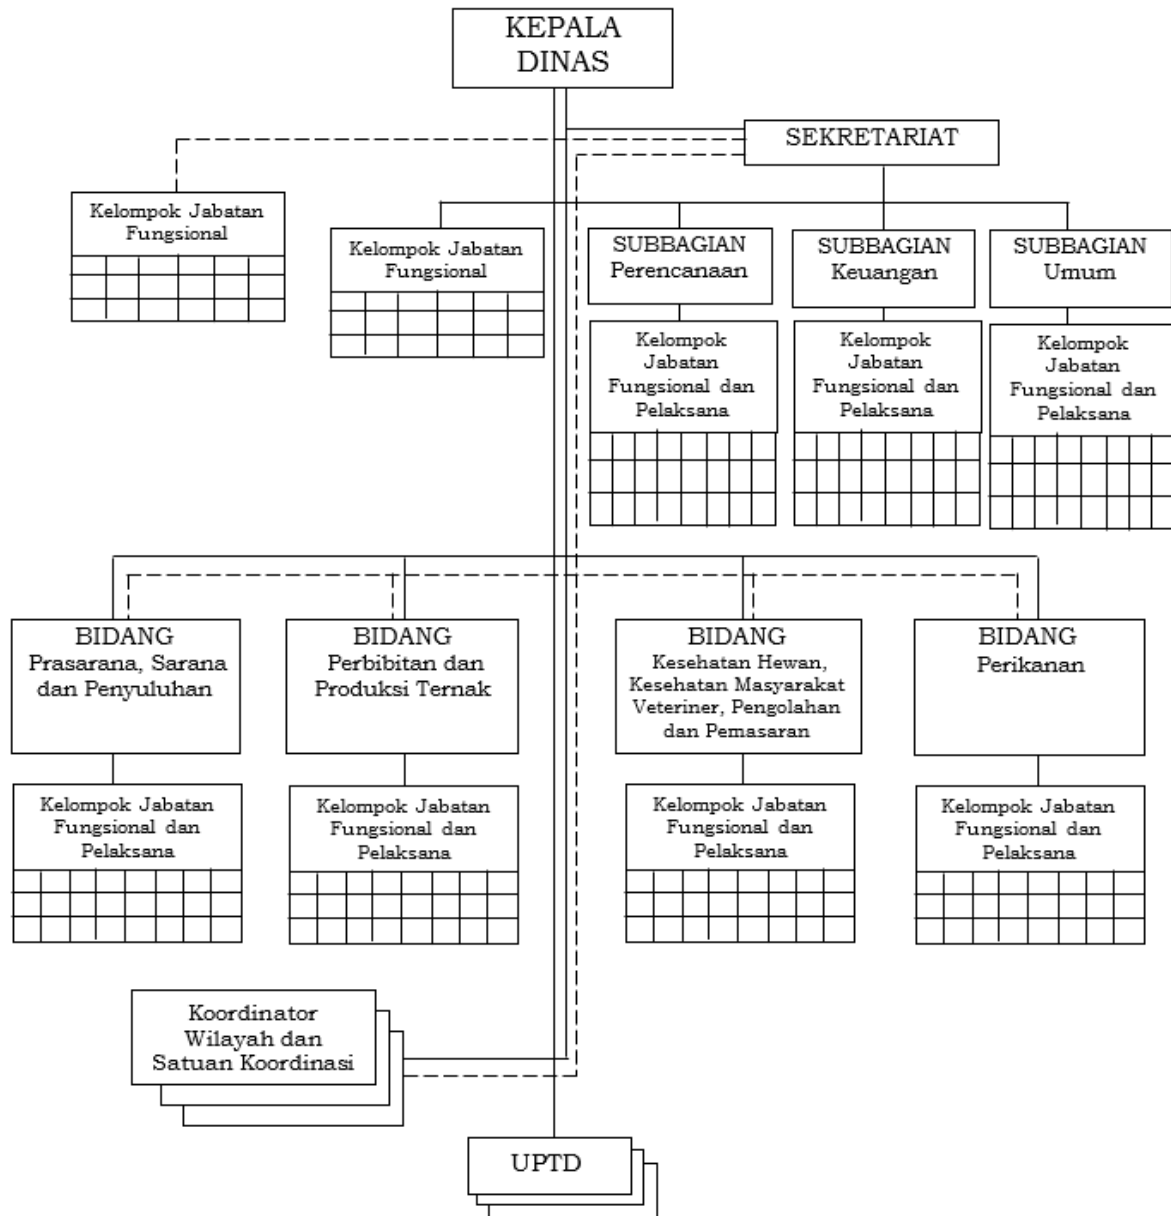 KEPALA
DINAS
SEKRETARIAT
Kelompok Jabatan
Fungsional
Kelompok Jabatan
Fungsional
SUBBAGIAN
Perencanaan
SUBBAGIAN
Keuangan
SUBBAGIAN
Umum
Kelompok
Jabatan
Fungsional dan
Pelaksana
Kelompok
Jabatan
Fungsional dan
Pelaksana
Kelompok
Jabatan
Fungsional dan
Pelaksana
BIDANG
Prasarana, Sarana
dan Penyuluhan
BIDANG
Perbibitan dan
Produksi Ternak
BIDANG
Kesehatan Hewan,
Kesehatan Masyarakat
Veteriner, Pengolahan
dan Pemasaran
BIDANG
Perikanan
Kelompok Jabatan
Fungsional dan
Pelaksana
Kelompok Jabatan
Fungsional dan
Pelaksana
Kelompok Jabatan
Fungsional dan
Pelaksana
Kelompok Jabatan
Fungsional dan
Pelaksana
Koordinator
Wilayah dan
Satuan Koordinasi
UPTD